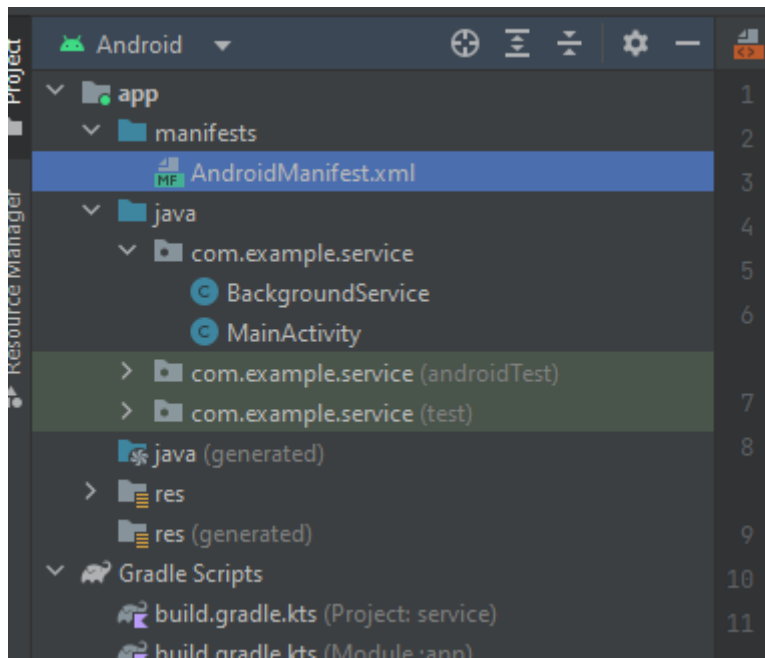 Project
Resource Manager
Android
app
manifests
MF AndroidManifest.xml
java
com.example.service
C BackgroundService
C MainActivity
com.example.service (androidTest)
com.example.service (test)
java (generated)
res
res (generated)
Gradle Scripts
build.gradle.kts (Project: service)
build.gradle.kts (Module :app)
<>
1
2
3
4
5
6
7
8
9
10
11